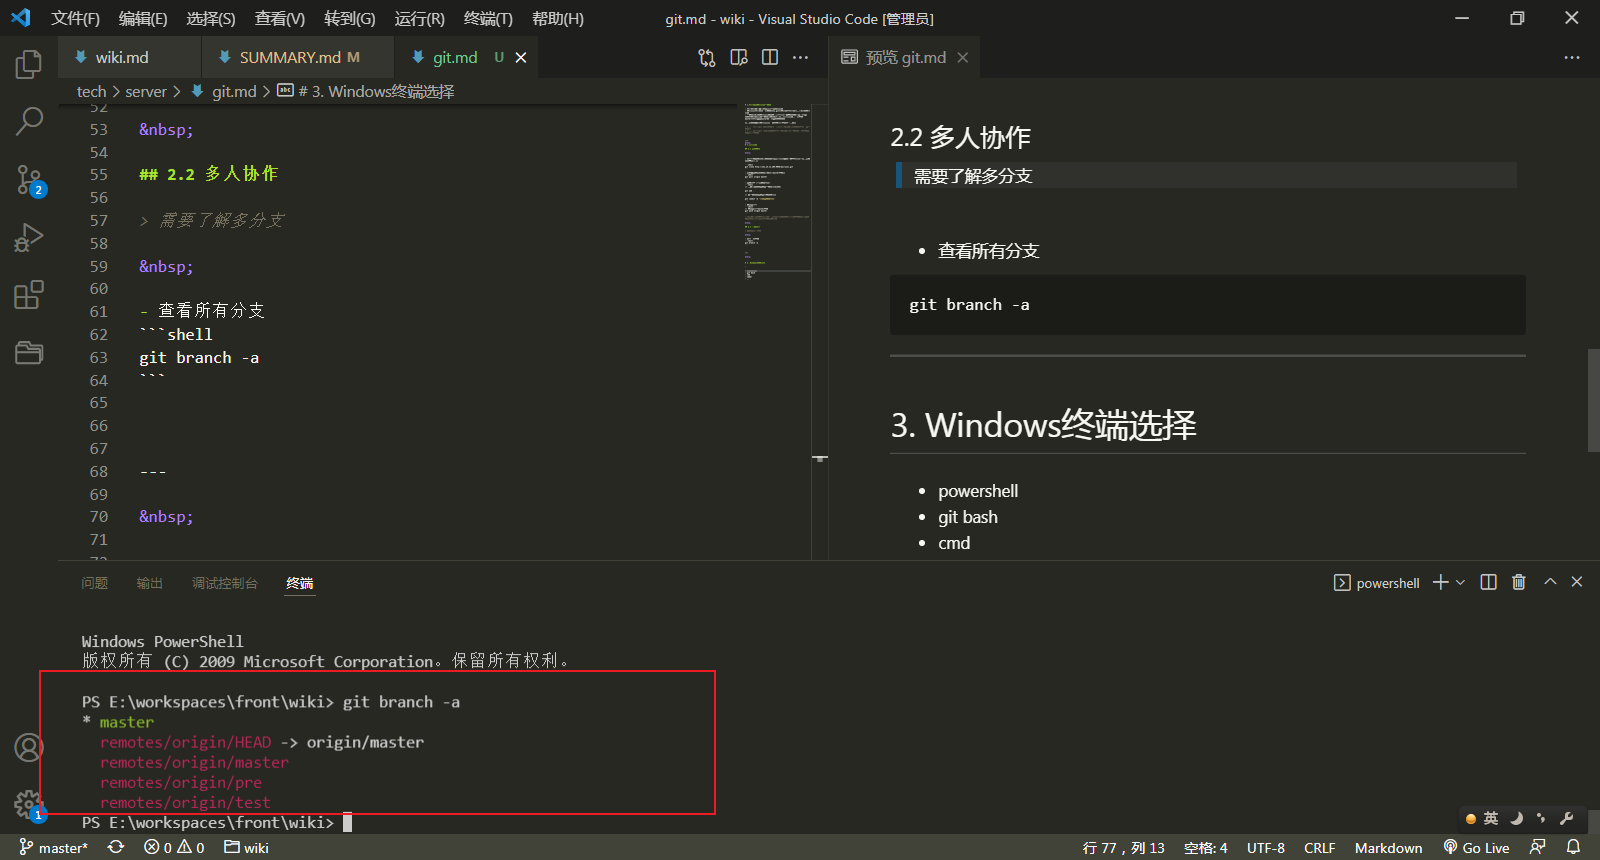 文件(F) 编辑(E) 选择(S) 查看(V) 转到(G) 运行(R) 终端(T) 帮助(H) git.md - wiki - Visual Studio Code [管理员]
wiki.md SUMMARY.md M git.md U
预览 git.md
tech > server > git.md > # 3. Windows终端选择
52
53 &nbsp;
54
55 ## 2.2 多人协作
56
57 > 需要了解多分支
58
59 &nbsp;
60
61 - 查看所有分支
62 ```shell
63 git branch -a
64 ```
65
66
67
68 ---
69
70 &nbsp;
71
72
2.2 多人协作
需要了解多分支
• 查看所有分支
git branch -a
3. Windows终端选择
• powershell
• git bash
• cmd
2
1
问题 输出 调试控制台 终端 powershell
Windows PowerShell
版权所有 (C) 2009 Microsoft Corporation。保留所有权利。
PS E:\workspaces\front\wiki> git branch -a
* master
remotes/origin/HEAD -> origin/master
remotes/origin/master
remotes/origin/pre
remotes/origin/test
PS E:\workspaces\front\wiki>
英
master* 0 0 wiki 行 77，列 13 空格: 4 UTF-8 CRLF Markdown Go Live